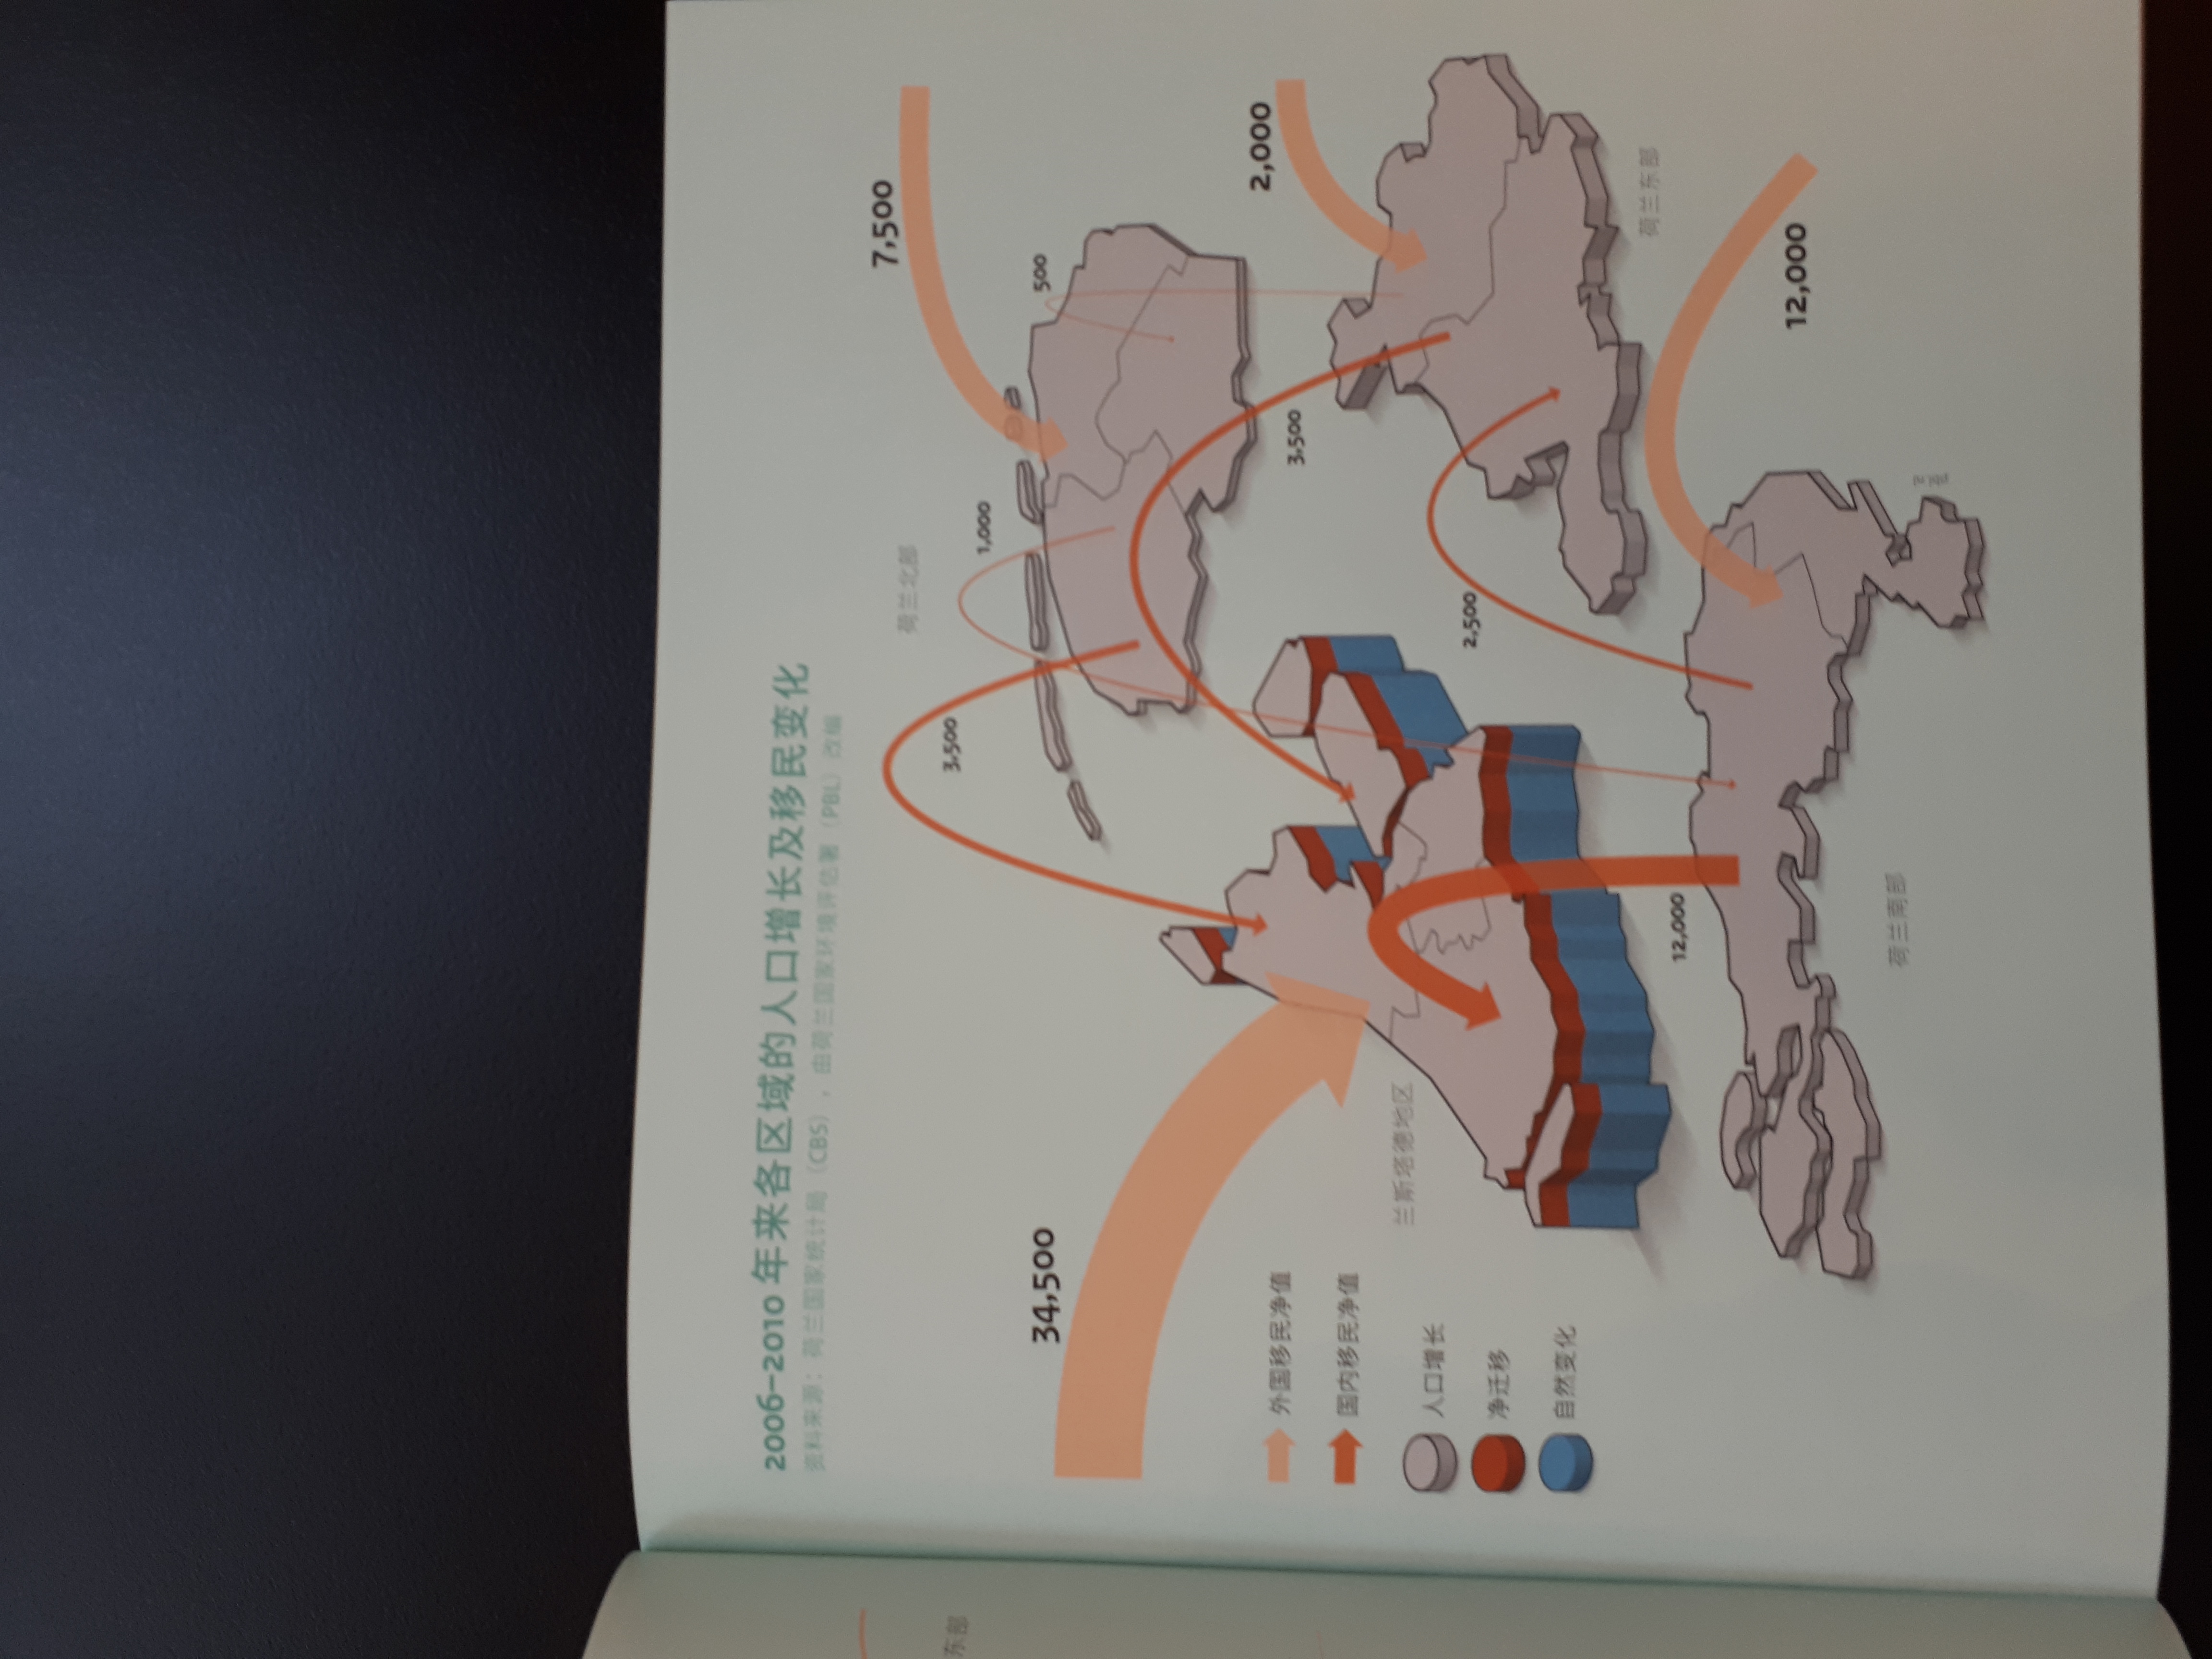 2006–2010 年来各区域的人口增长及移民变化
资料来源：荷兰国家统计局（CBS），由荷兰国家环境评估署（PBL）改编
东部
7,500
荷兰北部
3,500
1,000
34,500
500
2,000
外国移民净值
3,500
国内移民净值
兰斯塔德地区
人口增长
2,500
净迁移
自然变化
荷兰东部
12,000
12,000
荷兰南部
pbl.nl